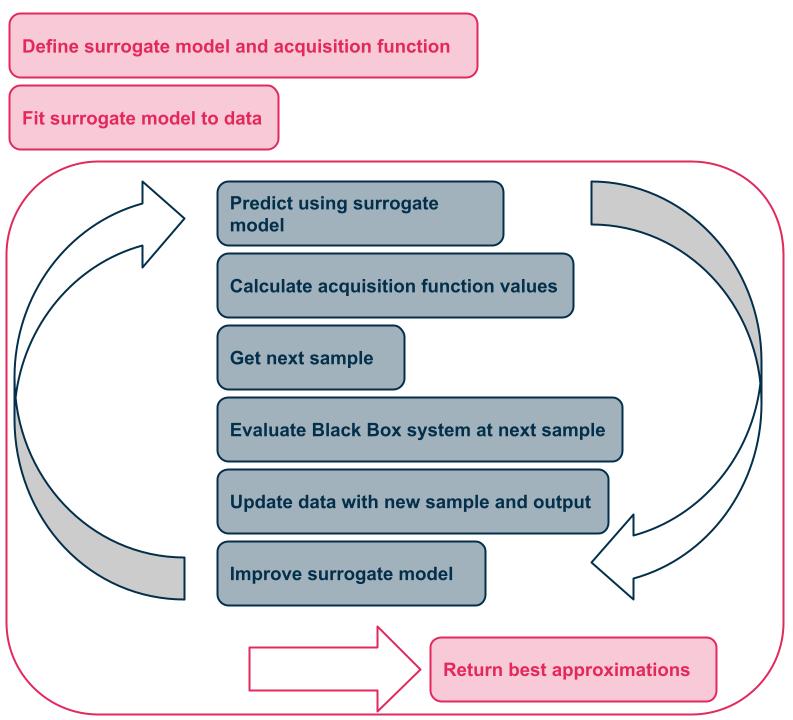 Define surrogate model and acquisition function
Fit surrogate model to data
Predict using surrogate
model
Calculate acquisition function values
Get next sample
Evaluate Black Box system at next sample
Update data with new sample and output
Improve surrogate model
Return best approximations